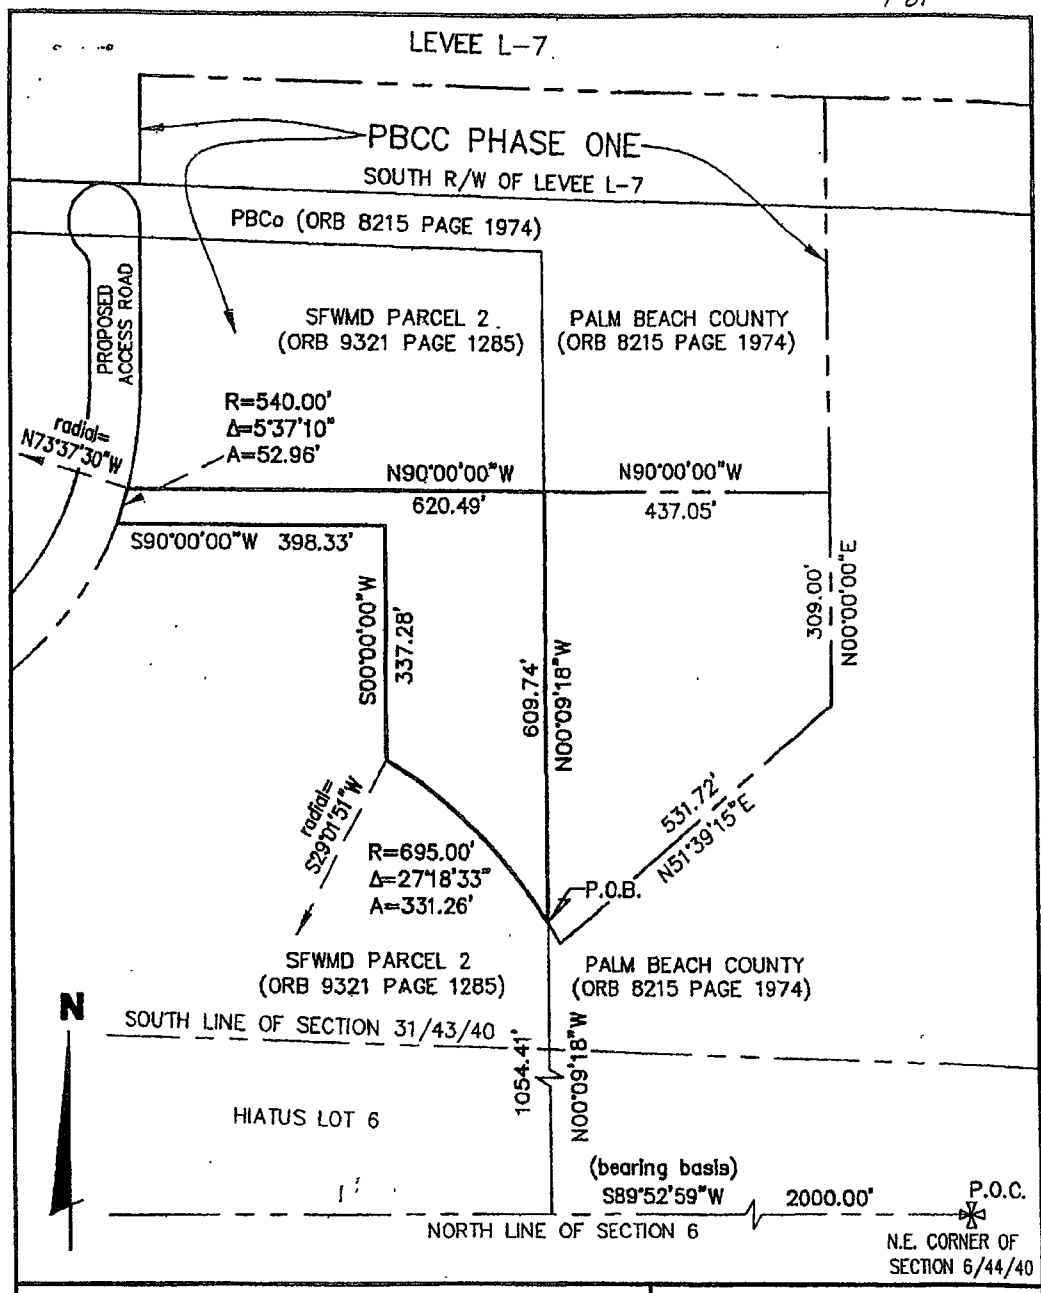 LEVEE L-7
PBCC PHASE ONE
SOUTH R/W OF LEVEE L-7
PBCo (ORB 8215 PAGE 1974)
PROPOSED
ACCESS ROAD
SFWMD PARCEL 2
(ORB 9321 PAGE 1285)
PALM BEACH COUNTY
(ORB 8215 PAGE 1974)
R=540.00'
Δ=5°37'10"
A=52.96'
radial=
N73°37'30"W
N90°00'00"W
620.49'
N90°00'00"W
437.05'
S90°00'00"W 398.33'
S00°00'00"W
337.28'
609.74'
N00°09'18"W
309.00'
N00°00'00"E
531.72'
N51°39'15"E
radial=
S29°01'51"W
R=695.00'
Δ=27°18'33"
A=331.26'
P.O.B.
SFWMD PARCEL 2
(ORB 9321 PAGE 1285)
PALM BEACH COUNTY
(ORB 8215 PAGE 1974)
N
SOUTH LINE OF SECTION 31/43/40
1054.41'
N00°09'18"W
HIATUS LOT 6
(bearing basis)
S89°52'59"W 2000.00'
P.O.C.
NORTH LINE OF SECTION 6
N.E. CORNER OF
SECTION 6/44/40